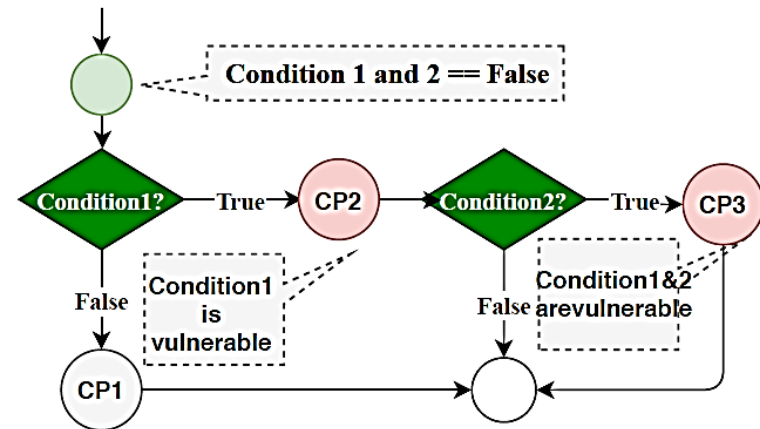 Condition 1 and 2 == False
Condition1?
True
CP2
Condition2?
True
CP3
Condition1
is
vulnerable
Condition1&2
arevulnerable
False
False
CP1